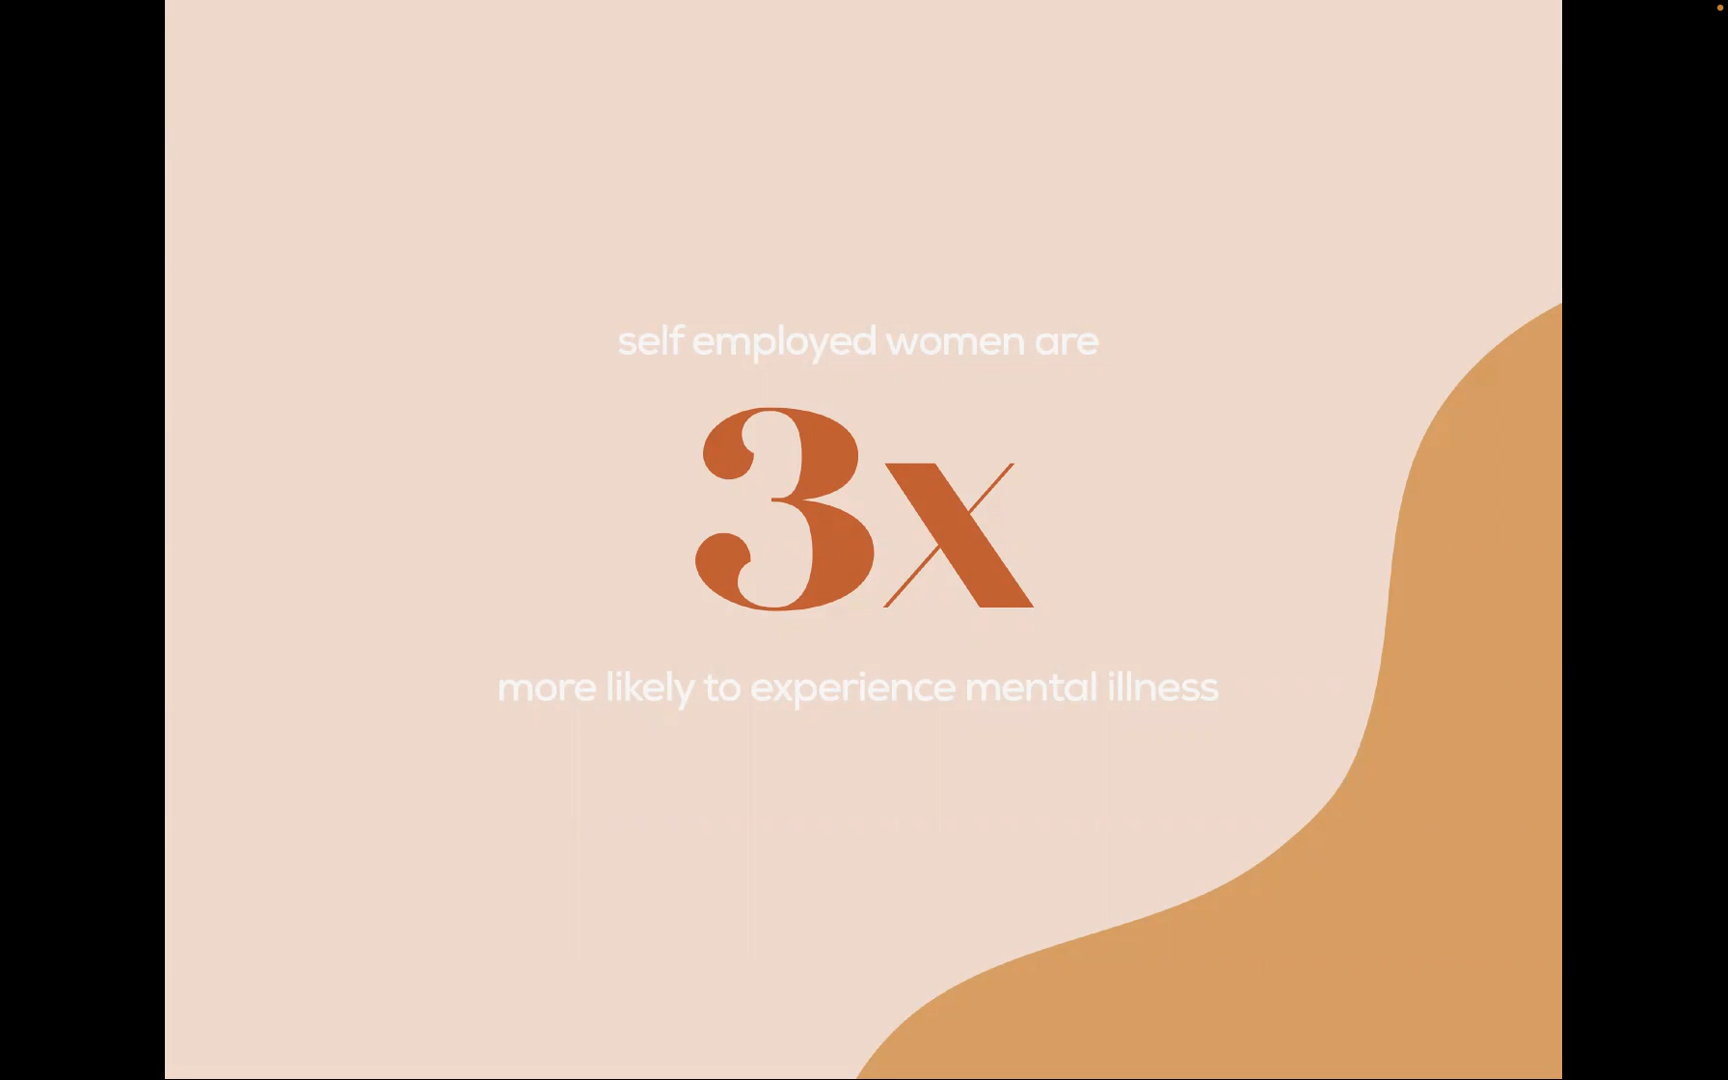 self employed women are
3x
more likely to experience mental illness